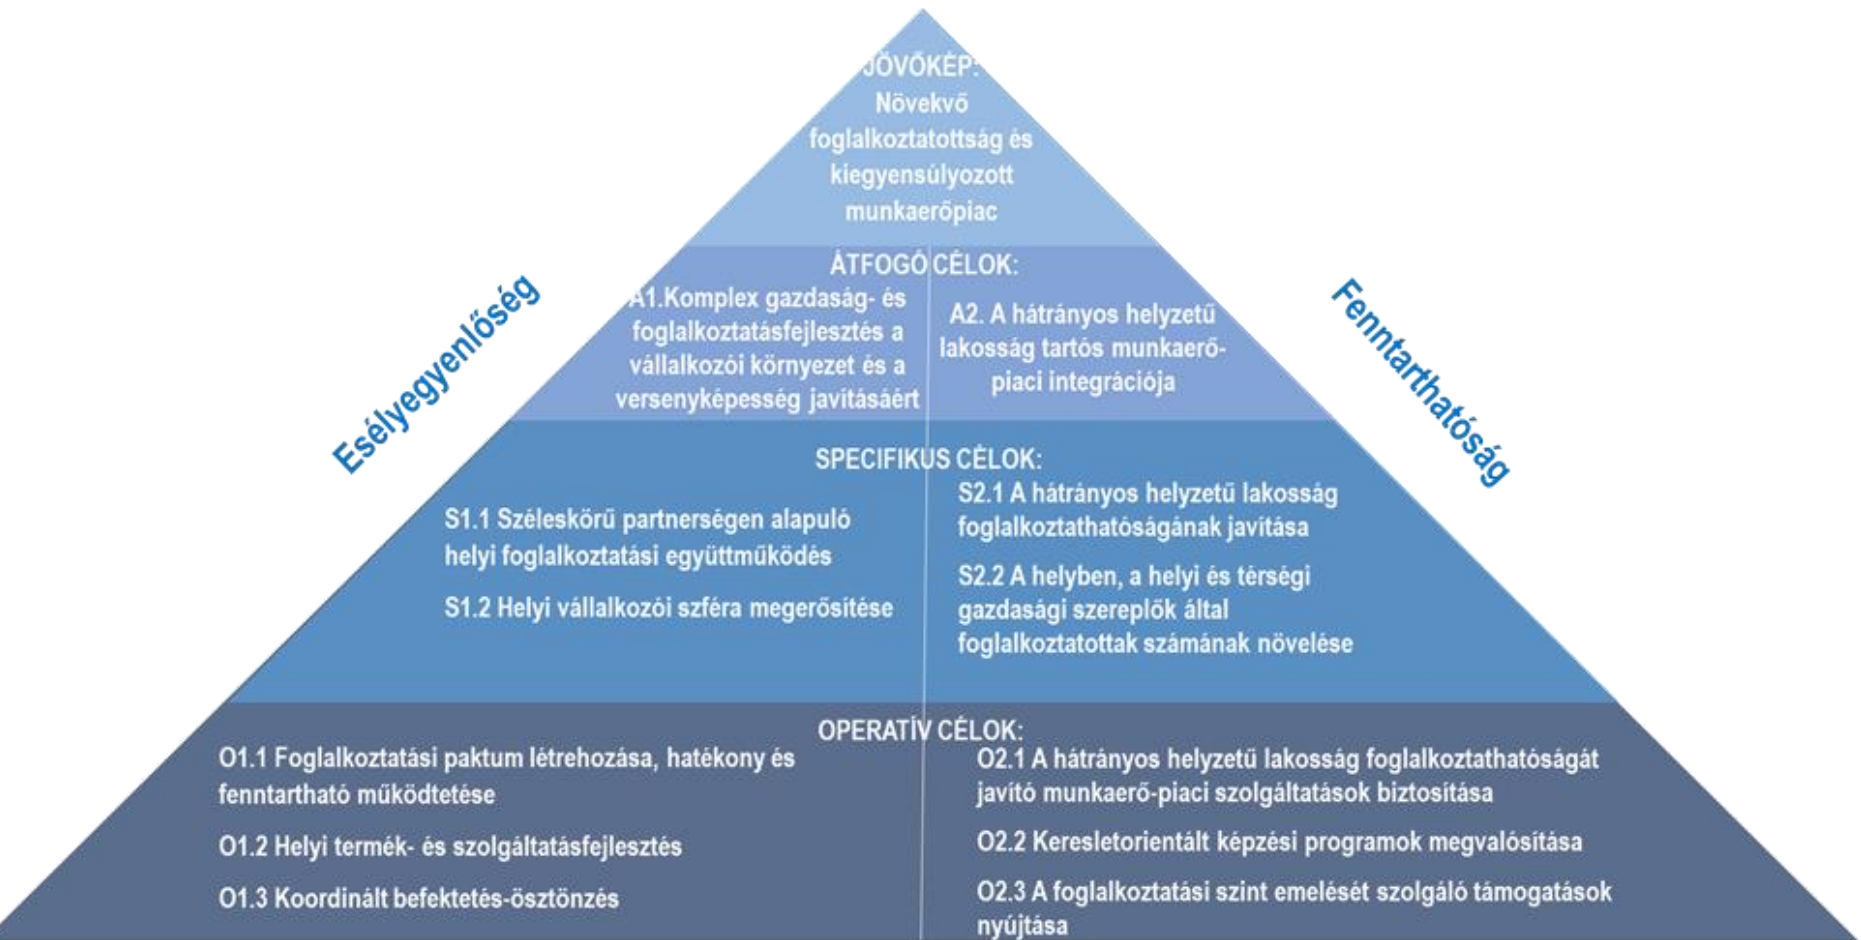 JÖVŐKÉP:
Növekvő
foglalkoztatottság és
kiegyensúlyozott
munkaerőpiac
ÁTFOGÓ CÉLOK:
A1.Komplex gazdaság- és
foglalkoztatásfejlesztés a
vállalkozói környezet és a
versenyképesség javításáért
A2. A hátrányos helyzetű
lakosság tartós munkaerő-
piaci integrációja
Esélyegyenlőség
Fenntarthatóság
SPECIFIKUS CÉLOK:
S1.1 Széleskörű partnerségen alapuló
helyi foglalkoztatási együttműködés
S1.2 Helyi vállalkozói szféra megerősítése
S2.1 A hátrányos helyzetű lakosság
foglalkoztathatóságának javítása
S2.2 A helyben, a helyi és térségi
gazdasági szereplők által
foglalkoztatottak számának növelése
OPERATÍV CÉLOK:
O1.1 Foglalkoztatási paktum létrehozása, hatékony és
fenntartható működtetése
O1.2 Helyi termék- és szolgáltatásfejlesztés
O1.3 Koordinált befektetés-ösztönzés
O2.1 A hátrányos helyzetű lakosság foglalkoztathatóságát
javító munkaerő-piaci szolgáltatások biztosítása
O2.2 Keresletorientált képzési programok megvalósítása
O2.3 A foglalkoztatási szint emelését szolgáló támogatások
nyújtása